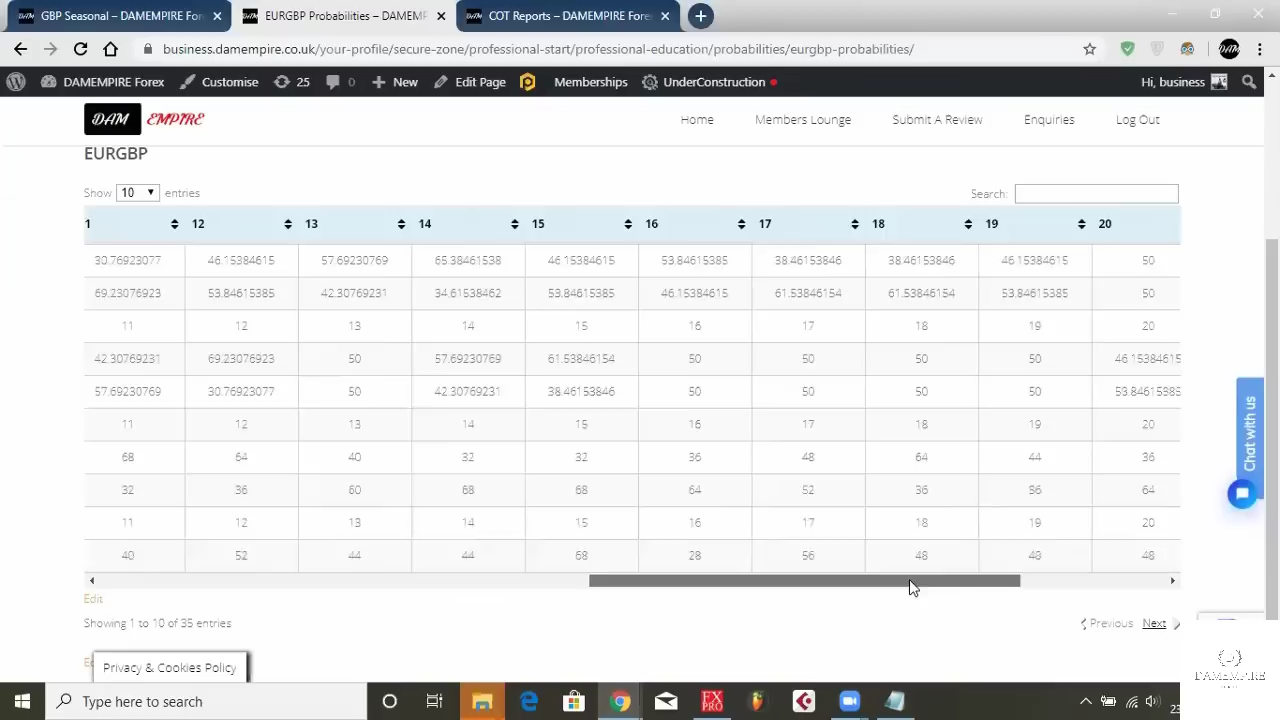 GBP Seasonal – DAMEMPIRE For
EURGBP Probabilities – DAMEMP
COT Reports – DAMEMPIRE Fore
business.damempire.co.uk/your-profile/secure-zone/professional-start/professional-education/probabilities/eurgbp-probabilities/
DAM
DAMEMPIRE Forex Customise 25 0 New Edit Page Memberships UnderConstruction Hi, business
DAM EMPIRE Home Members Lounge Submit A Review Enquiries Log Out
EURGBP
Show 10 entries Search:
1 12 13 14 15 16 17 18 19 20
30.76923077 46.15384615 57.69230769 65.38461538 46.15384615 53.84615385 38.46153846 38.46153846 46.15384615 50
69.23076923 53.84615385 42.30769231 34.61538462 53.84615385 46.15384615 61.53846154 61.53846154 53.84615385 50
11 12 13 14 15 16 17 18 19 20
42.30769231 69.23076923 50 57.69230769 61.53846154 50 50 50 50 46.15384615
57.69230769 30.76923077 50 42.30769231 38.46153846 50 50 50 50 53.84615385
11 12 13 14 15 16 17 18 19 20
68 64 40 32 32 36 48 64 44 36
32 36 60 68 68 64 52 36 56 64
11 12 13 14 15 16 17 18 19 20
40 52 44 44 68 28 56 48 48 48
Edit
Showing 1 to 10 of 35 entries Previous Next
Privacy & Cookies Policy
Chat with us
DAMEMPIRE
Type here to search
FX PRO